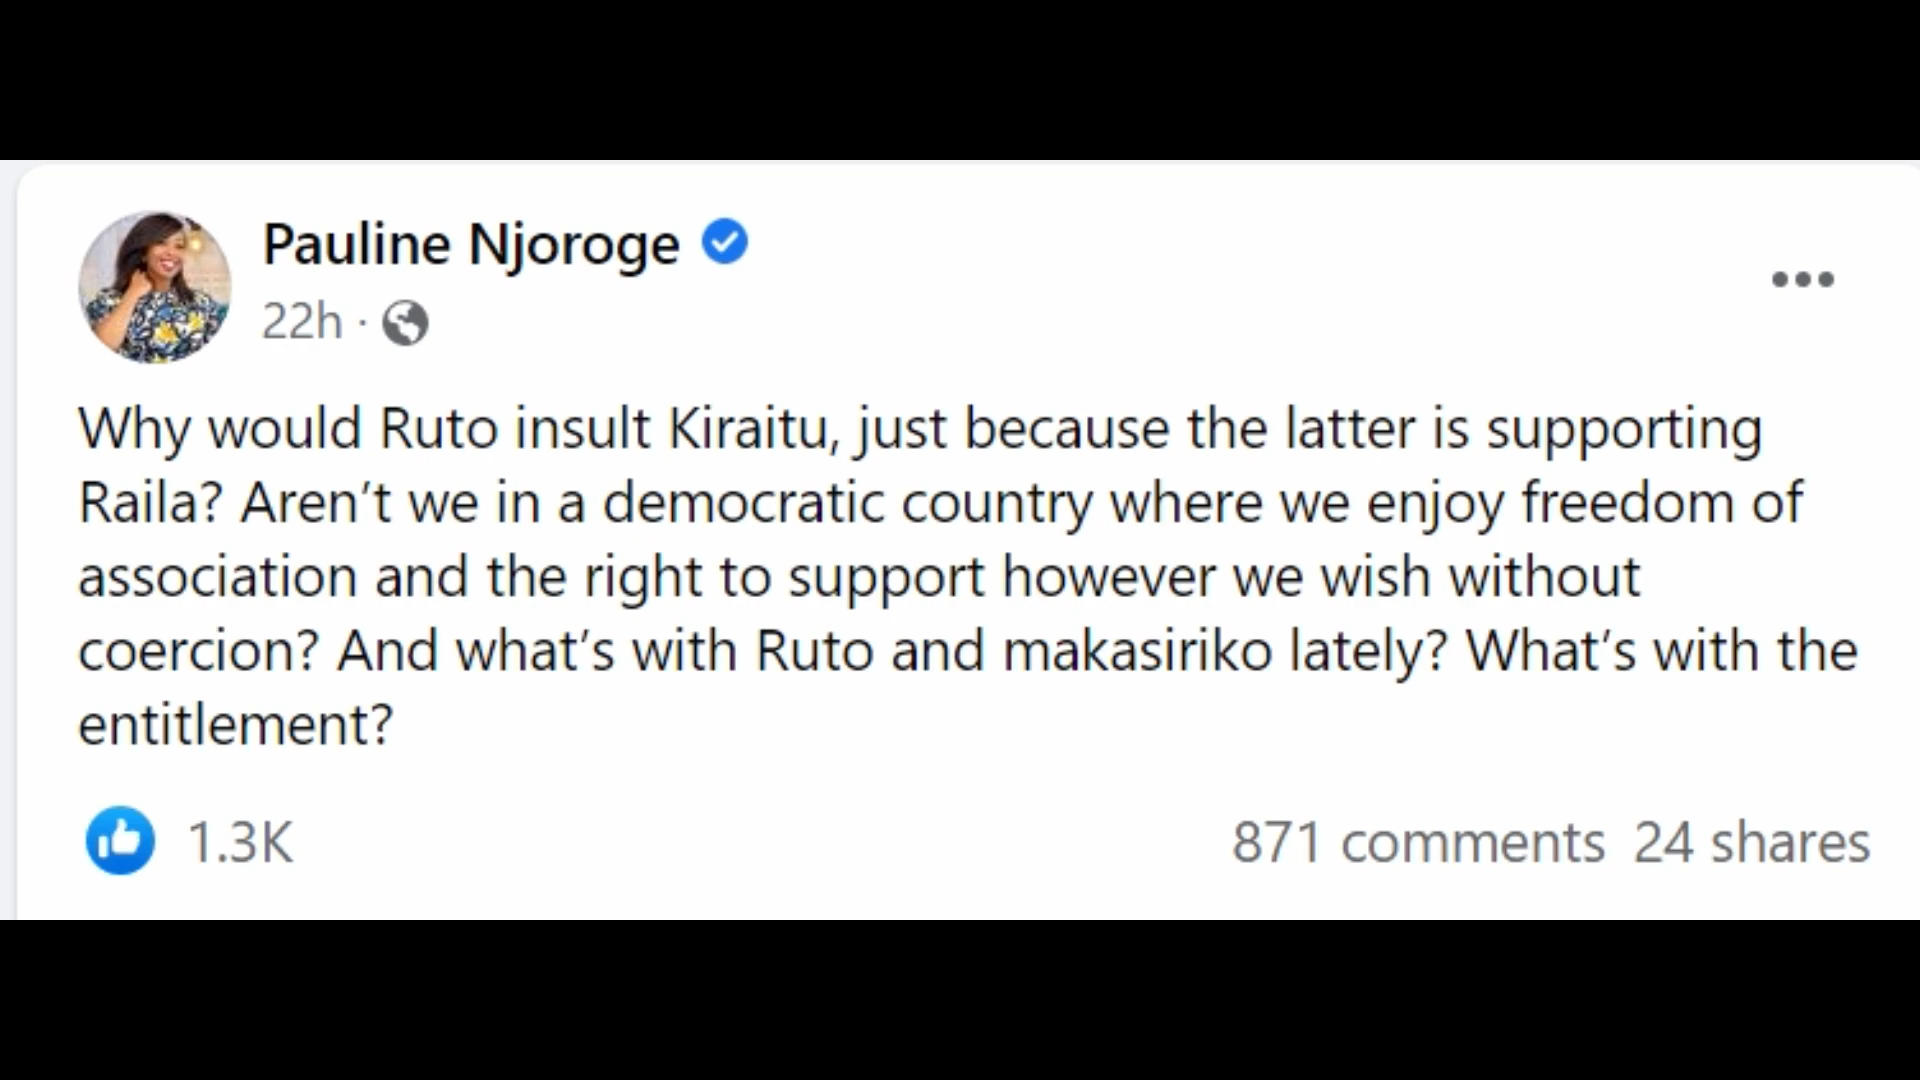 Pauline Njoroge
22h ·
Why would Ruto insult Kiraitu, just because the latter is supporting
Raila? Aren’t we in a democratic country where we enjoy freedom of
association and the right to support however we wish without
coercion? And what’s with Ruto and makasiriko lately? What’s with the
entitlement?
1.3K 871 comments 24 shares